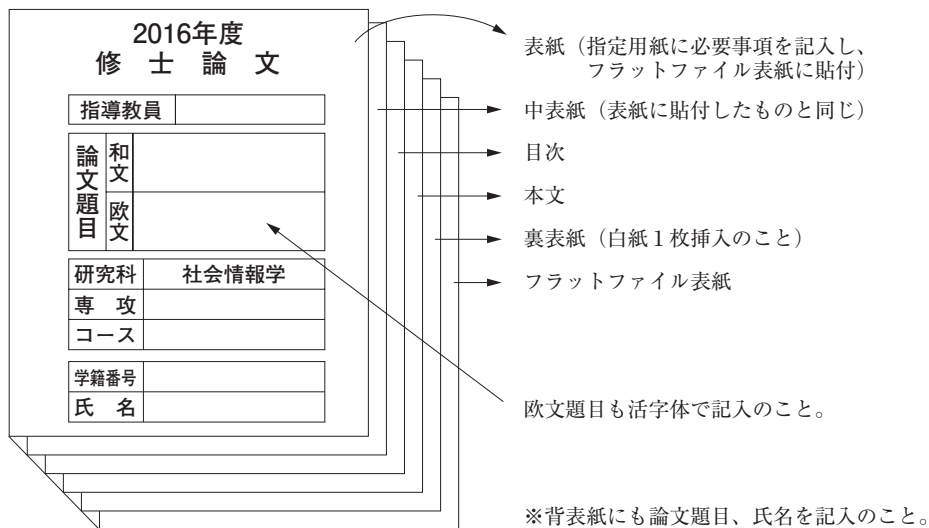 2016年度
修　士　論　文
指導教員
論文題目
和文
欧文
研究科　社会情報学
専　攻
コース
学籍番号
氏　名
表紙（指定用紙に必要事項を記入し、
フラットファイル表紙に貼付）
中表紙（表紙に貼付したものと同じ）
目次
本文
裏表紙（白紙１枚挿入のこと）
フラットファイル表紙
欧文題目も活字体で記入のこと。
※背表紙にも論文題目、氏名を記入のこと。